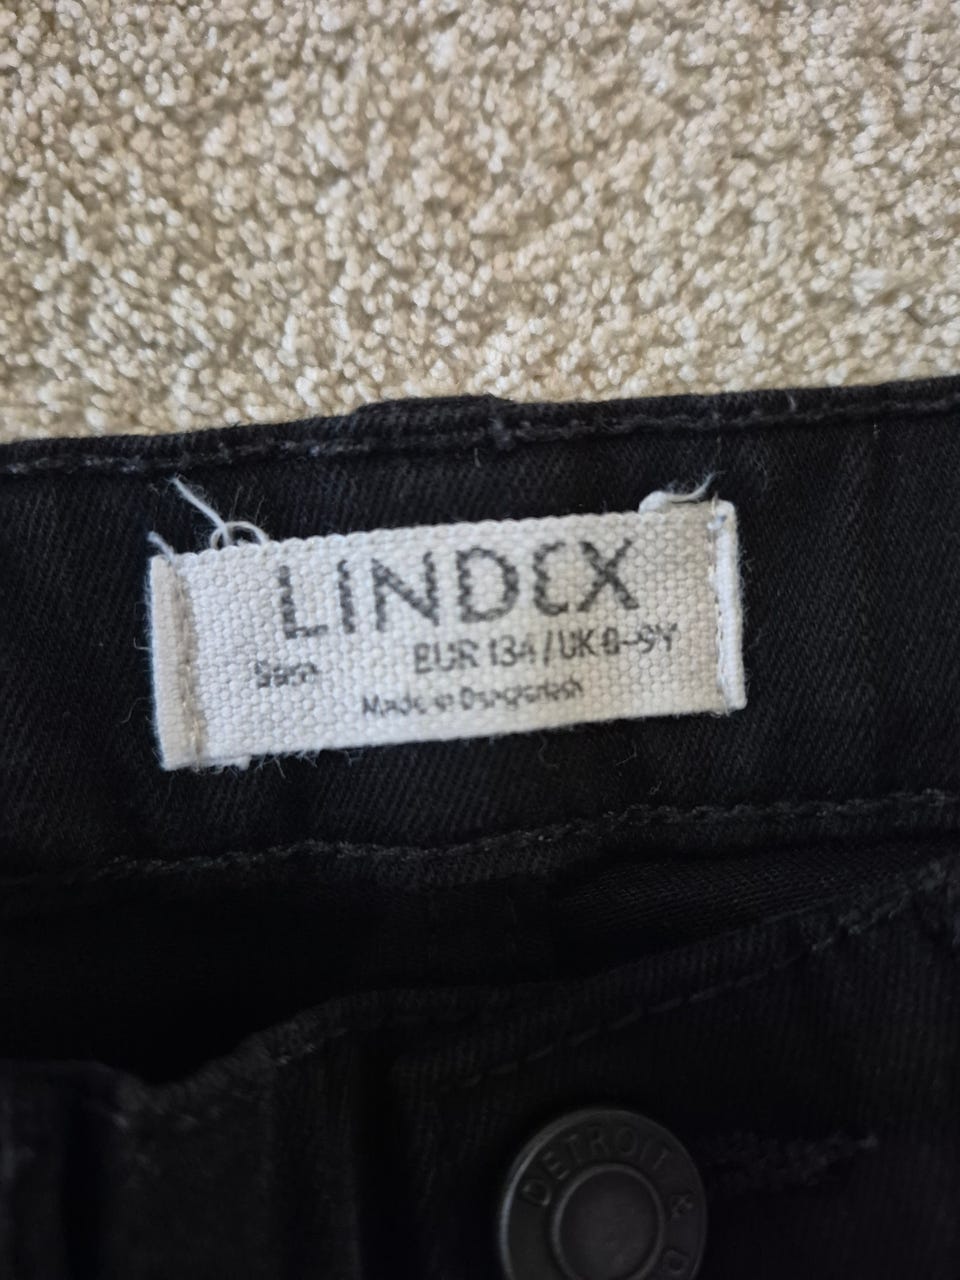 LINDEX
EUR 134 / UK 8-9Y
Made in Bangladesh
DETROIT &